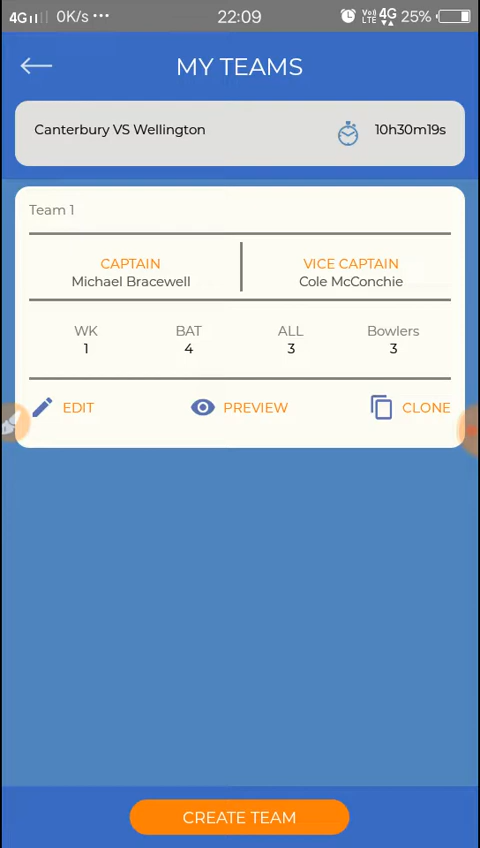 4G 0K/s ··· 22:09 Vo) LTE 4G 25%
MY TEAMS
Canterbury VS Wellington 10h30m19s
Team 1
CAPTAIN VICE CAPTAIN
Michael Bracewell Cole McConchie
WK BAT ALL Bowlers
1 4 3 3
EDIT PREVIEW CLONE
CREATE TEAM